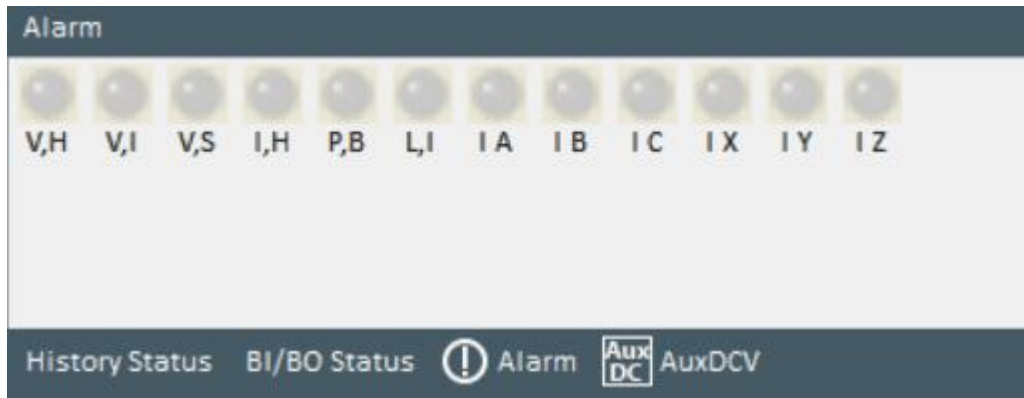 Alarm
V,H V,I V,S I,H P,B L,I I A I B I C I X I Y I Z
History Status BI/BO Status Alarm Aux DC AuxDCV